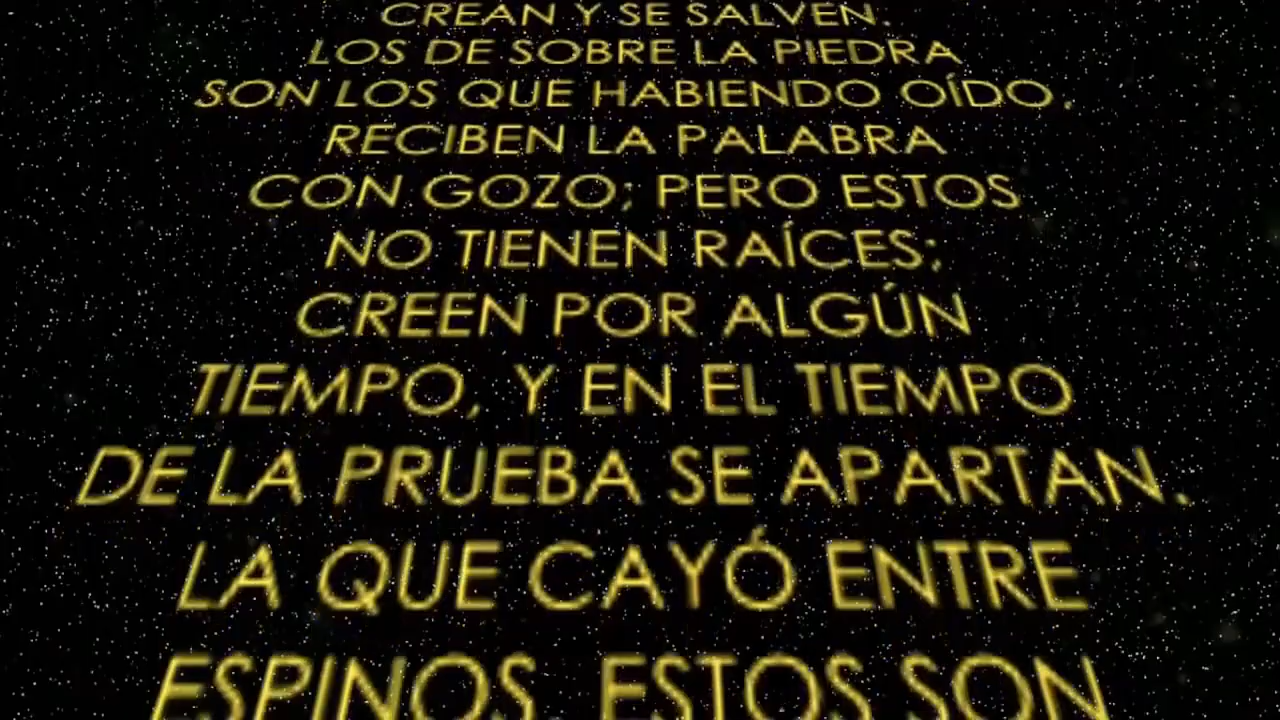 CREAN Y SE SALVEN.
LOS DE SOBRE LA PIEDRA
SON LOS QUE HABIENDO OÍDO,
RECIBEN LA PALABRA
CON GOZO; PERO ESTOS
NO TIENEN RAÍCES;
CREEN POR ALGÚN
TIEMPO, Y EN EL TIEMPO
DE LA PRUEBA SE APARTAN.
LA QUE CAYÓ ENTRE
ESPINOS, ESTOS SON